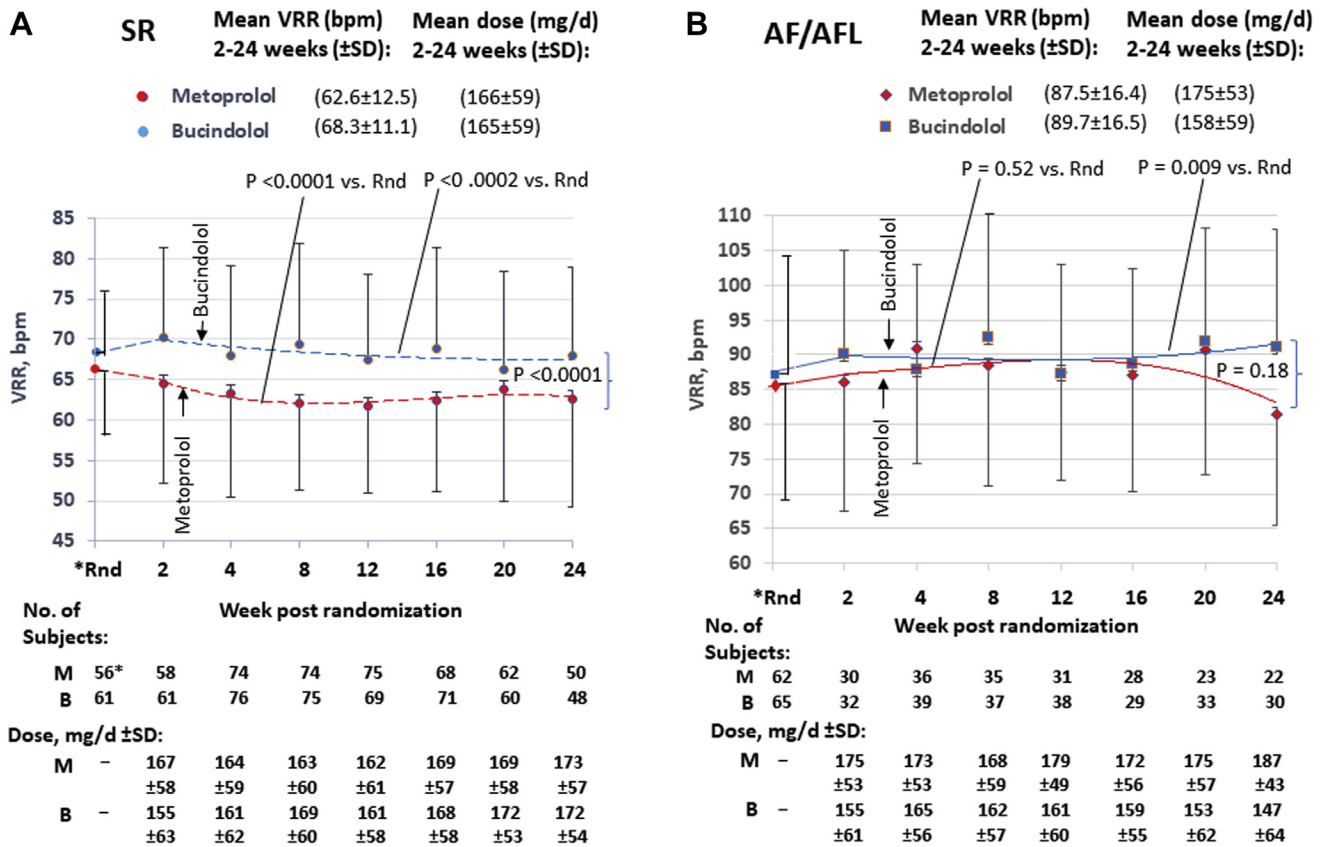 A
SR
Mean VRR (bpm) Mean dose (mg/d)
2-24 weeks (±SD): 2-24 weeks (±SD):
Metoprolol (62.6±12.5) (166±59)
Bucindolol (68.3±11.1) (165±59)
P <0.0001 vs. Rnd P <0 .0002 vs. Rnd
85
80
75
70
65
60
55
50
45
VRR, bpm
Bucindolol
Metoprolol
P <0.0001
*Rnd 2 4 8 12 16 20 24
No. of Week post randomization
Subjects:
M 56* 58 74 74 75 68 62 50
B 61 61 76 75 69 71 60 48
Dose, mg/d ±SD:
M – 167 164 163 162 169 169 173
±58 ±59 ±60 ±61 ±57 ±58 ±57
B – 155 161 169 161 168 172 172
±63 ±62 ±60 ±58 ±58 ±53 ±54
B
AF/AFL
Mean VRR (bpm) Mean dose (mg/d)
2-24 weeks (±SD): 2-24 weeks (±SD):
Metoprolol (87.5±16.4) (175±53)
Bucindolol (89.7±16.5) (158±59)
P = 0.52 vs. Rnd P = 0.009 vs. Rnd
110
105
100
95
90
85
80
75
70
65
60
VRR, bpm
Bucindolol
Metoprolol
P = 0.18
*Rnd 2 4 8 12 16 20 24
No. of Week post randomization
Subjects:
M 62 30 36 35 31 28 23 22
B 65 32 39 37 38 29 33 30
Dose, mg/d ±SD:
M – 175 173 168 179 172 175 187
±53 ±53 ±59 ±49 ±56 ±57 ±43
B – 155 165 162 161 159 153 147
±61 ±56 ±57 ±60 ±55 ±62 ±64